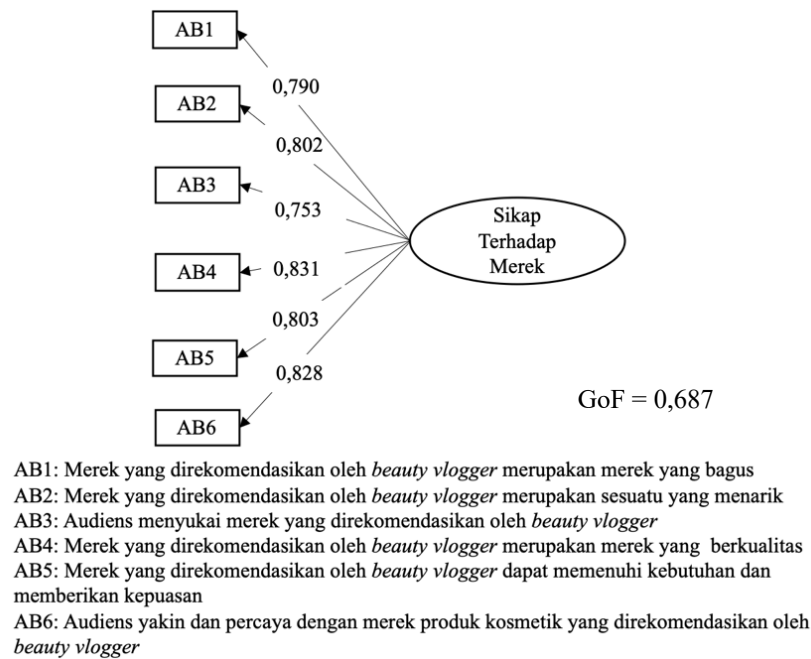 AB1
0,790
AB2
0,802
AB3
0,753
Sikap
Terhadap
Merek
AB4
0,831
0,803
AB5
0,828
GoF = 0,687
AB6
AB1: Merek yang direkomendasikan oleh beauty vlogger merupakan merek yang bagus
AB2: Merek yang direkomendasikan oleh beauty vlogger merupakan sesuatu yang menarik
AB3: Audiens menyukai merek yang direkomendasikan oleh beauty vlogger
AB4: Merek yang direkomendasikan oleh beauty vlogger merupakan merek yang  berkualitas
AB5: Merek yang direkomendasikan oleh beauty vlogger dapat memenuhi kebutuhan dan
memberikan kepuasan
AB6: Audiens yakin dan percaya dengan merek produk kosmetik yang direkomendasikan oleh
beauty vlogger